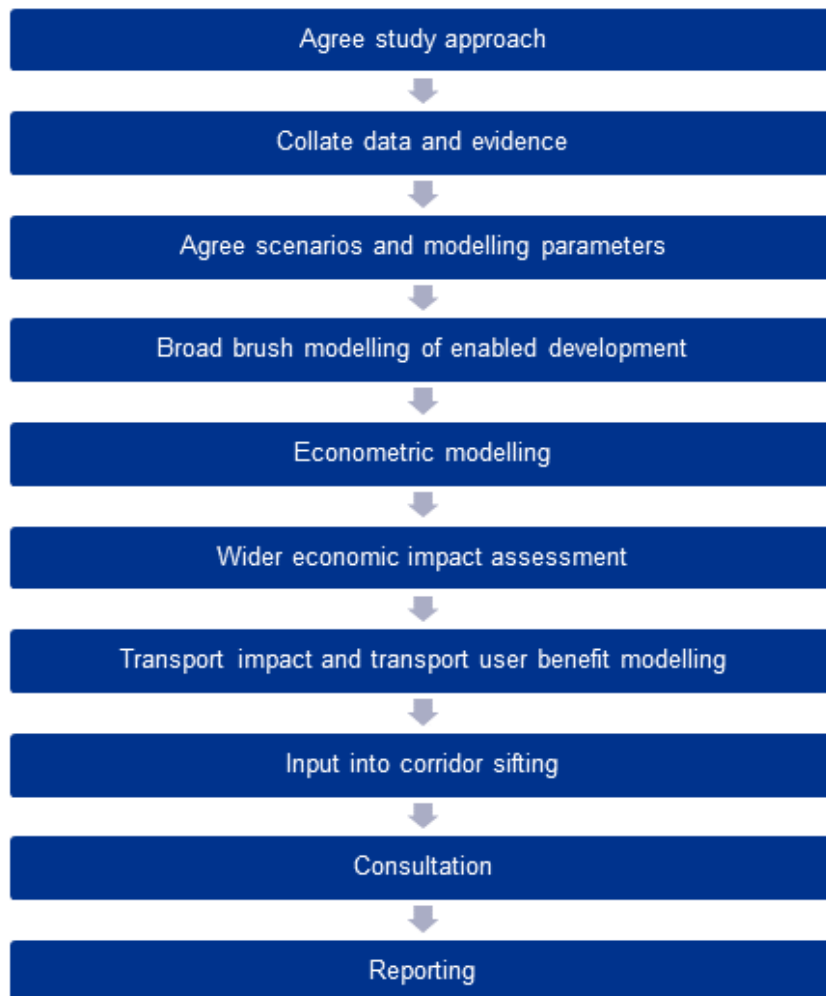 Agree study approach
Collate data and evidence
Agree scenarios and modelling parameters
Broad brush modelling of enabled development
Econometric modelling
Wider economic impact assessment
Transport impact and transport user benefit modelling
Input into corridor sifting
Consultation
Reporting